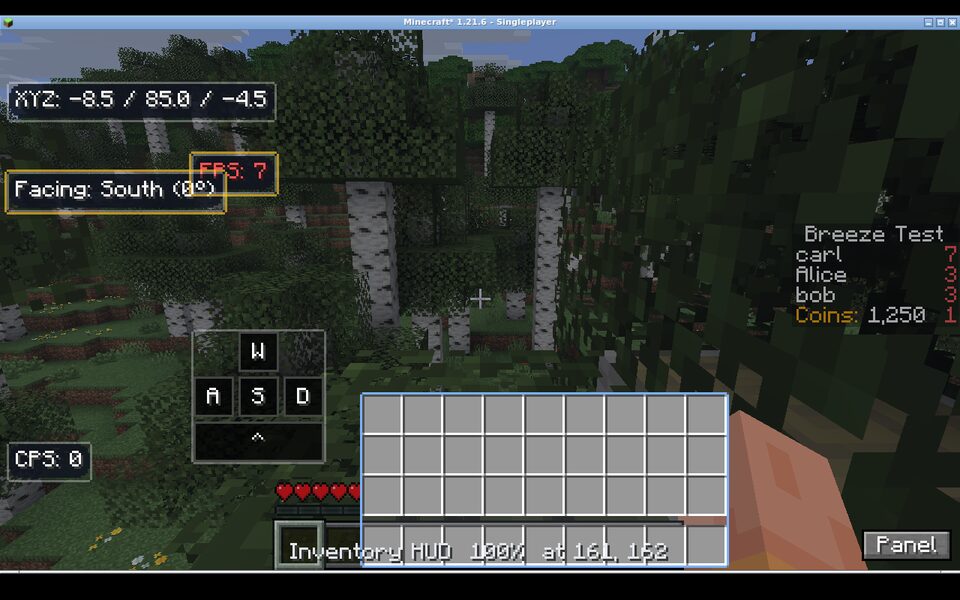 Minecraft* 1.21.6 - Singleplayer
XYZ: -8.5 / 85.0 / -4.5
FPS: 7
Facing: South (0°)
Breeze Test
carl 7
Alice 3
bob 3
Coins: 1,250 1
W
A S D
^
CPS: 0
Inventory HUD 100% at 161, 162
Panel